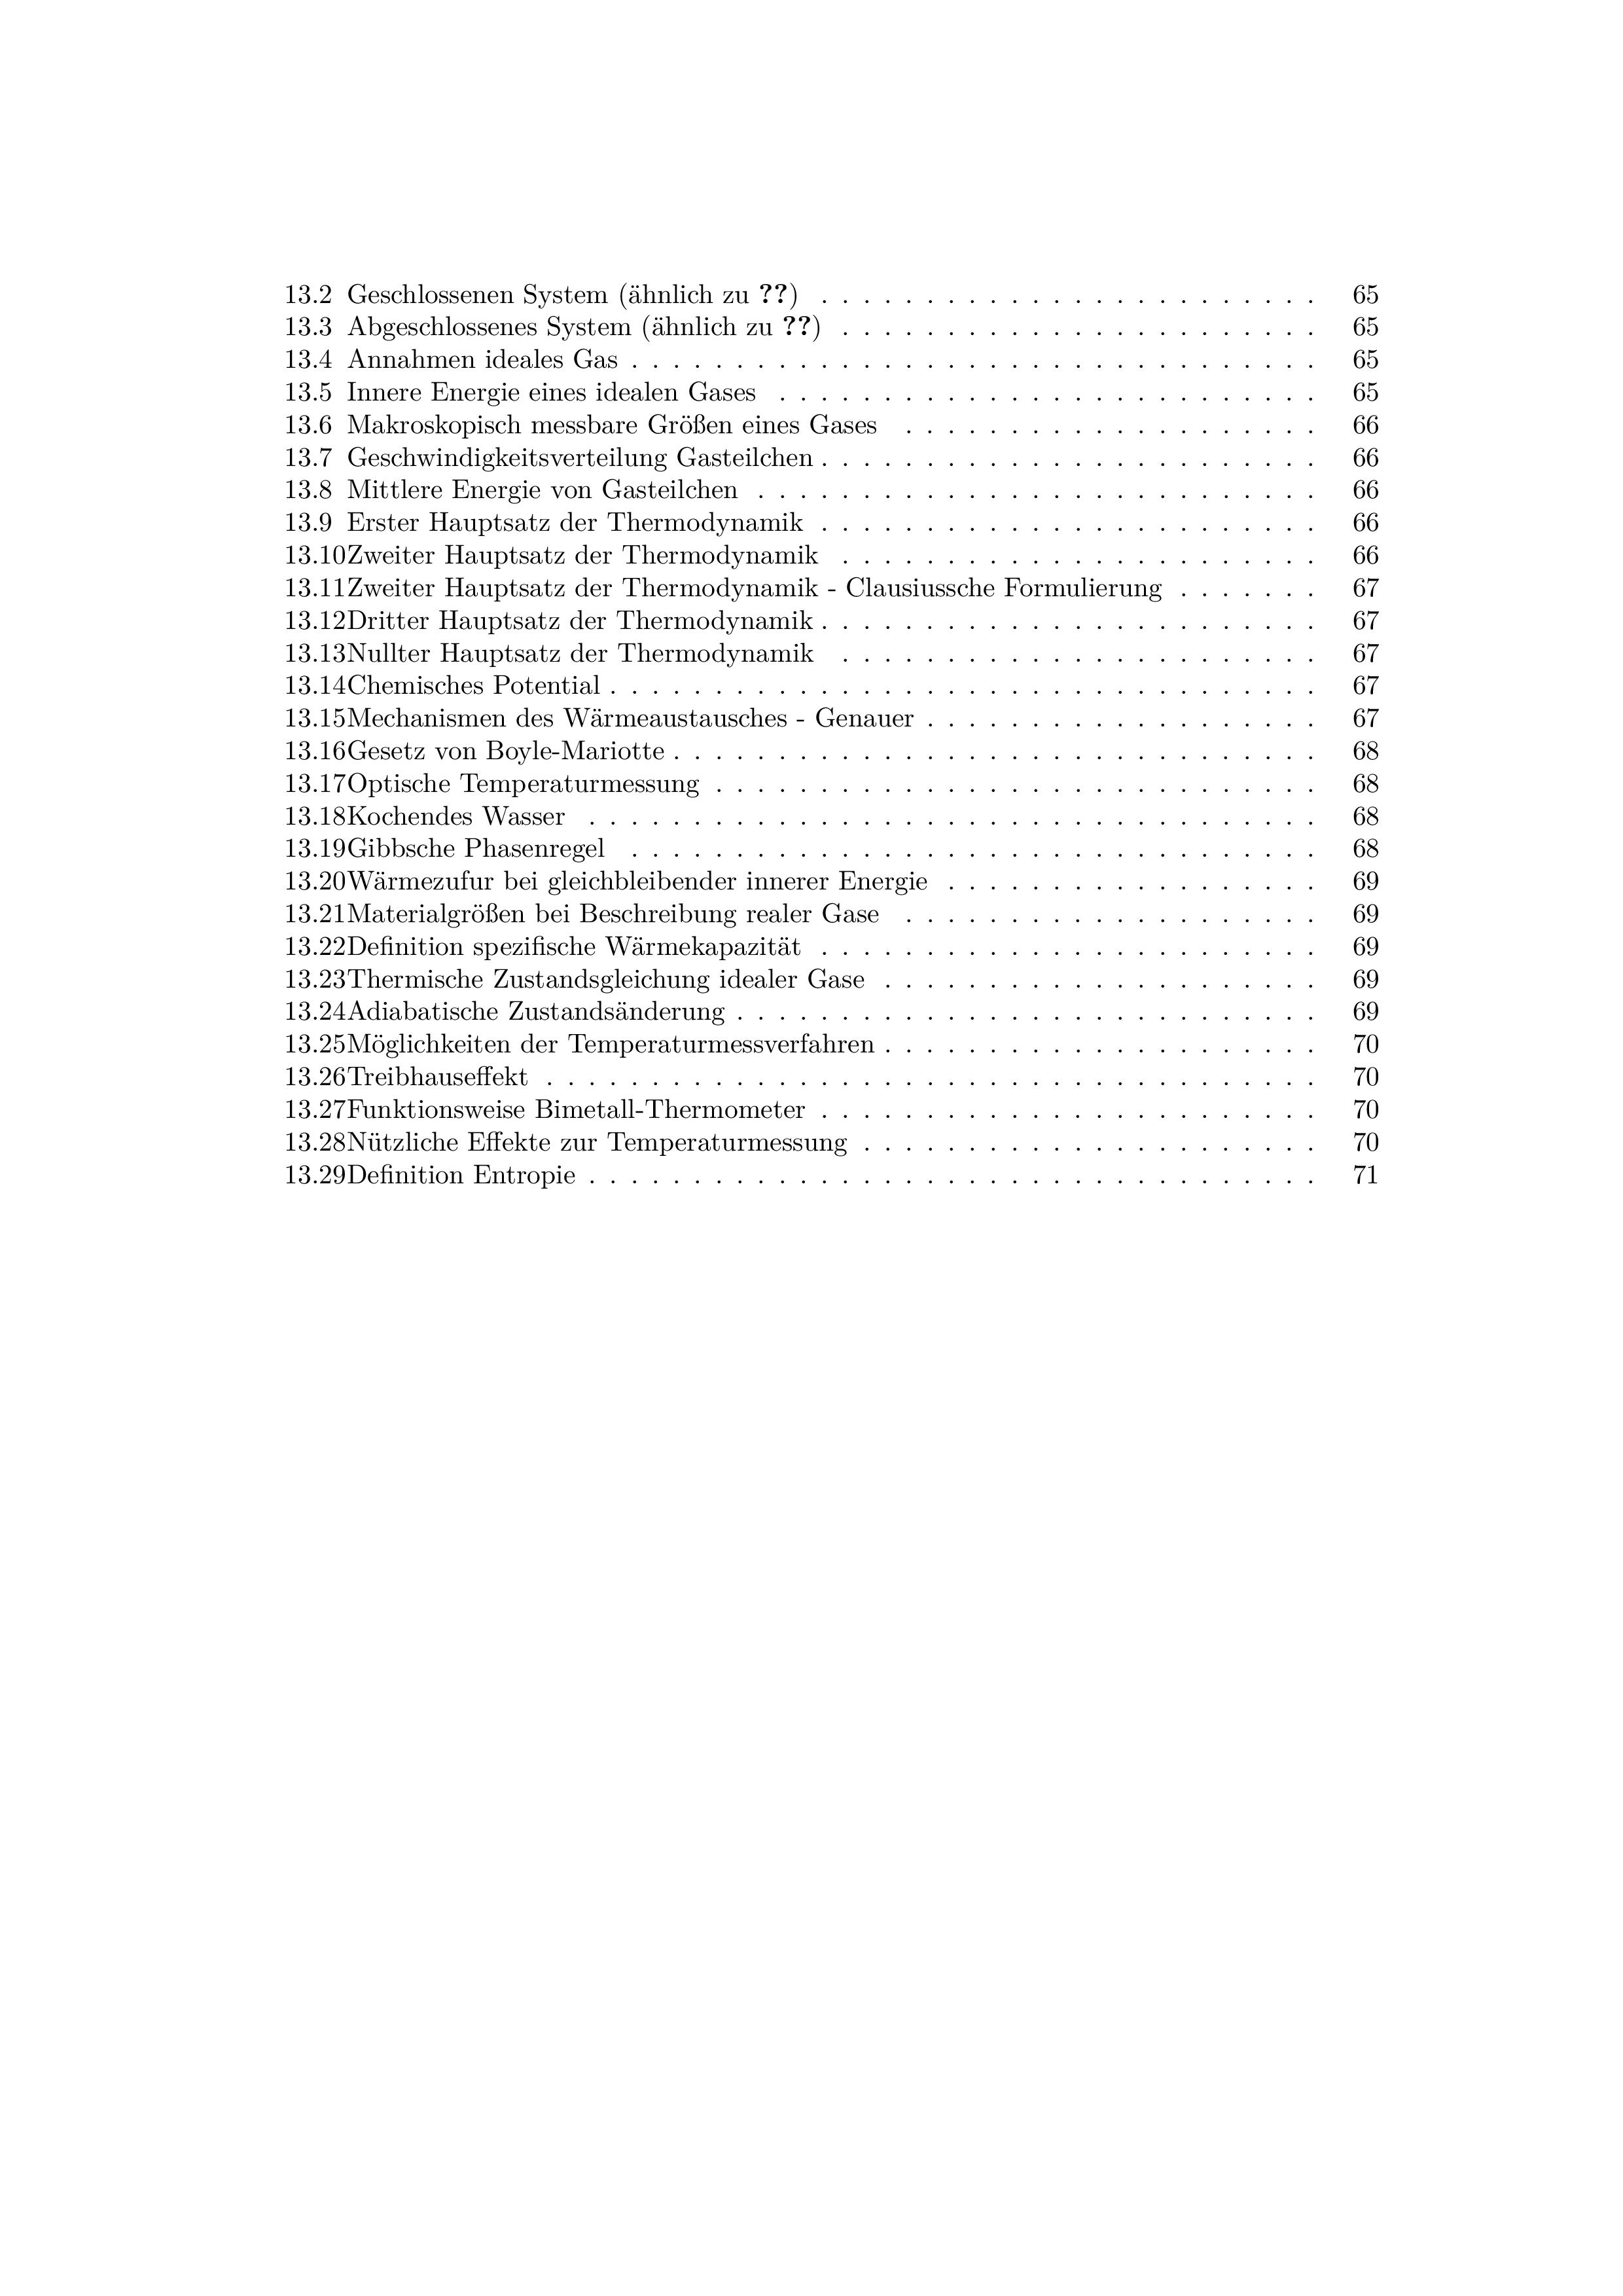 13.2 Geschlossenen System (ähnlich zu ??) . . . . . . . . . . . . . . . . . . . . . . . . 65
13.3 Abgeschlossenes System (ähnlich zu ??) . . . . . . . . . . . . . . . . . . . . . . . 65
13.4 Annahmen ideales Gas . . . . . . . . . . . . . . . . . . . . . . . . . . . . . . . . . 65
13.5 Innere Energie eines idealen Gases . . . . . . . . . . . . . . . . . . . . . . . . . . 65
13.6 Makroskopisch messbare Größen eines Gases . . . . . . . . . . . . . . . . . . . . 66
13.7 Geschwindigkeitsverteilung Gasteilchen . . . . . . . . . . . . . . . . . . . . . . . . 66
13.8 Mittlere Energie von Gasteilchen . . . . . . . . . . . . . . . . . . . . . . . . . . . 66
13.9 Erster Hauptsatz der Thermodynamik . . . . . . . . . . . . . . . . . . . . . . . . 66
13.10Zweiter Hauptsatz der Thermodynamik . . . . . . . . . . . . . . . . . . . . . . . 66
13.11Zweiter Hauptsatz der Thermodynamik - Clausiussche Formulierung . . . . . . . 67
13.12Dritter Hauptsatz der Thermodynamik . . . . . . . . . . . . . . . . . . . . . . . . 67
13.13Nullter Hauptsatz der Thermodynamik . . . . . . . . . . . . . . . . . . . . . . . 67
13.14Chemisches Potential . . . . . . . . . . . . . . . . . . . . . . . . . . . . . . . . . . 67
13.15Mechanismen des Wärmeaustausches - Genauer . . . . . . . . . . . . . . . . . . . 67
13.16Gesetz von Boyle-Mariotte . . . . . . . . . . . . . . . . . . . . . . . . . . . . . . . 68
13.17Optische Temperaturmessung . . . . . . . . . . . . . . . . . . . . . . . . . . . . . 68
13.18Kochendes Wasser . . . . . . . . . . . . . . . . . . . . . . . . . . . . . . . . . . . 68
13.19Gibbsche Phasenregel . . . . . . . . . . . . . . . . . . . . . . . . . . . . . . . . . 68
13.20Wärmezufur bei gleichbleibender innerer Energie . . . . . . . . . . . . . . . . . . 69
13.21Materialgrößen bei Beschreibung realer Gase . . . . . . . . . . . . . . . . . . . . 69
13.22Definition spezifische Wärmekapazität . . . . . . . . . . . . . . . . . . . . . . . . 69
13.23Thermische Zustandsgleichung idealer Gase . . . . . . . . . . . . . . . . . . . . . 69
13.24Adiabatische Zustandsänderung . . . . . . . . . . . . . . . . . . . . . . . . . . . . 69
13.25Möglichkeiten der Temperaturmessverfahren . . . . . . . . . . . . . . . . . . . . . 70
13.26Treibhauseffekt . . . . . . . . . . . . . . . . . . . . . . . . . . . . . . . . . . . . . 70
13.27Funktionsweise Bimetall-Thermometer . . . . . . . . . . . . . . . . . . . . . . . . 70
13.28Nützliche Effekte zur Temperaturmessung . . . . . . . . . . . . . . . . . . . . . . 70
13.29Definition Entropie . . . . . . . . . . . . . . . . . . . . . . . . . . . . . . . . . . . 71